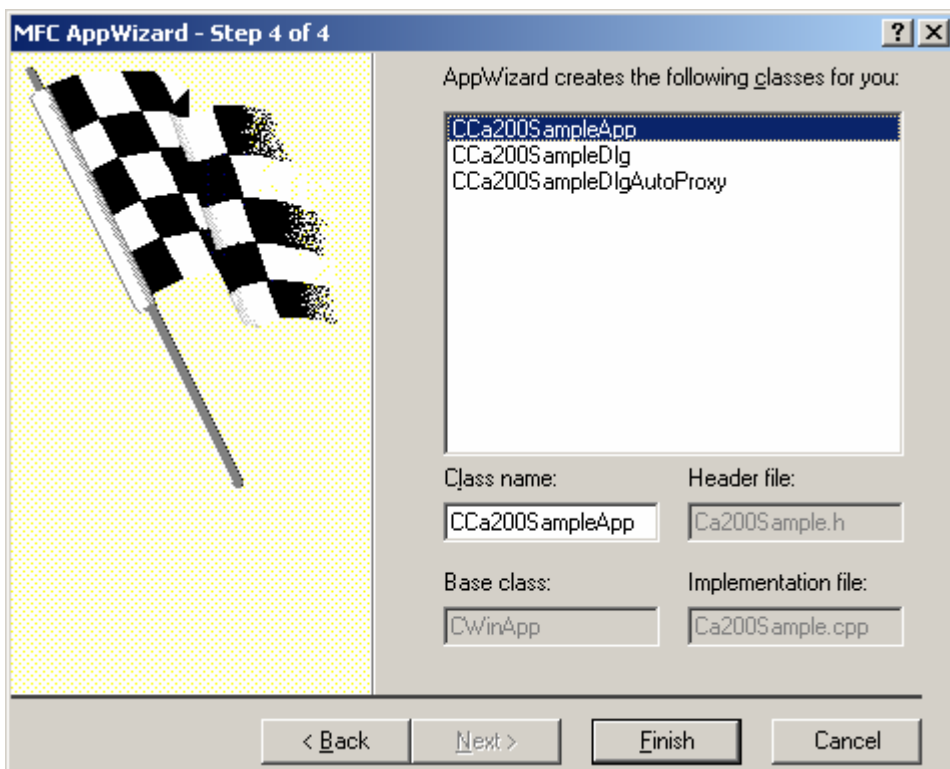 MFC AppWizard - Step 4 of 4
AppWizard creates the following classes for you:
CCa200SampleApp
CCa200SampleDlg
CCa200SampleDlgAutoProxy
Class name:
Header file:
CCa200SampleApp
Ca200Sample.h
Base class:
Implementation file:
CWinApp
Ca200Sample.cpp
< Back
Next >
Finish
Cancel